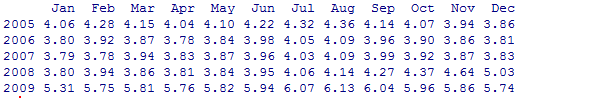 Jan Feb Mar Apr May Jun Jul Aug Sep Oct Nov Dec
2005 4.06 4.28 4.15 4.04 4.10 4.22 4.32 4.36 4.14 4.07 3.94 3.86
2006 3.80 3.92 3.87 3.78 3.84 3.98 4.05 4.09 3.96 3.90 3.86 3.81
2007 3.79 3.78 3.94 3.83 3.87 3.96 4.03 4.09 3.99 3.92 3.87 3.83
2008 3.80 3.94 3.86 3.81 3.84 3.95 4.06 4.14 4.27 4.37 4.64 5.03
2009 5.31 5.75 5.81 5.76 5.82 5.94 6.07 6.13 6.04 5.96 5.86 5.74